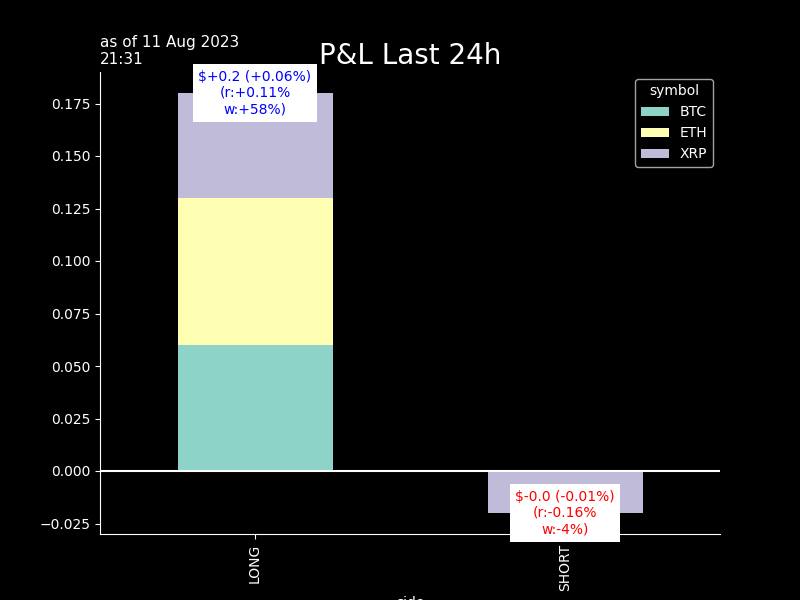 as of 11 Aug 2023
21:31
P&L Last 24h
$+0.2 (+0.06%)
(r:+0.11%
w:+58%)
symbol
BTC
ETH
XRP
0.175
0.150
0.125
0.100
0.075
0.050
0.025
0.000
−0.025
$-0.0 (-0.01%)
(r:-0.16%
w:-4%)
LONG
SHORT
side